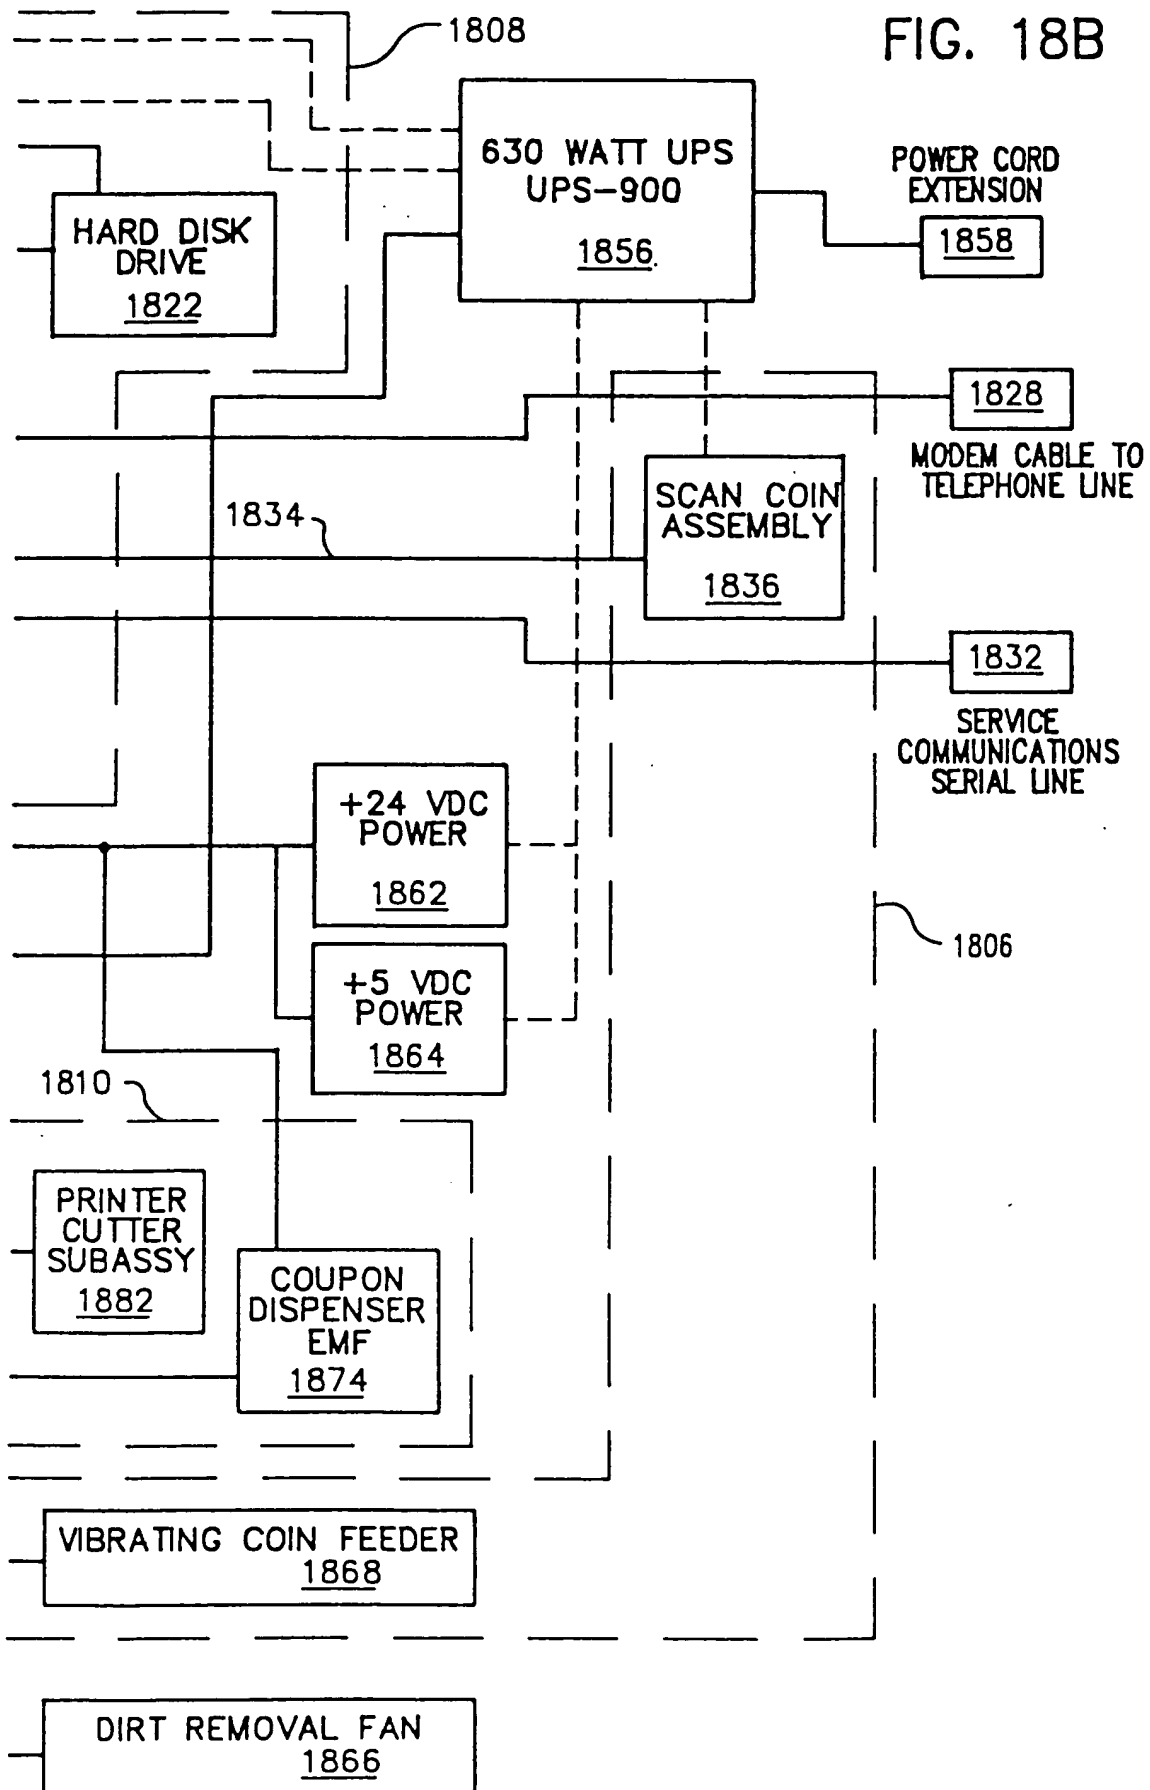 FIG. 18B
1808
630 WATT UPS
UPS-900
1856
POWER CORD
EXTENSION
1858
HARD DISK
DRIVE
1822
1828
MODEM CABLE TO
TELEPHONE LINE
1834
SCAN COIN
ASSEMBLY
1836
1832
SERVICE
COMMUNICATIONS
SERIAL LINE
+24 VDC
POWER
1862
1806
+5 VDC
POWER
1864
1810
PRINTER
CUTTER
SUBASSY
1882
COUPON
DISPENSER
EMF
1874
VIBRATING COIN FEEDER
1868
DIRT REMOVAL FAN
1866